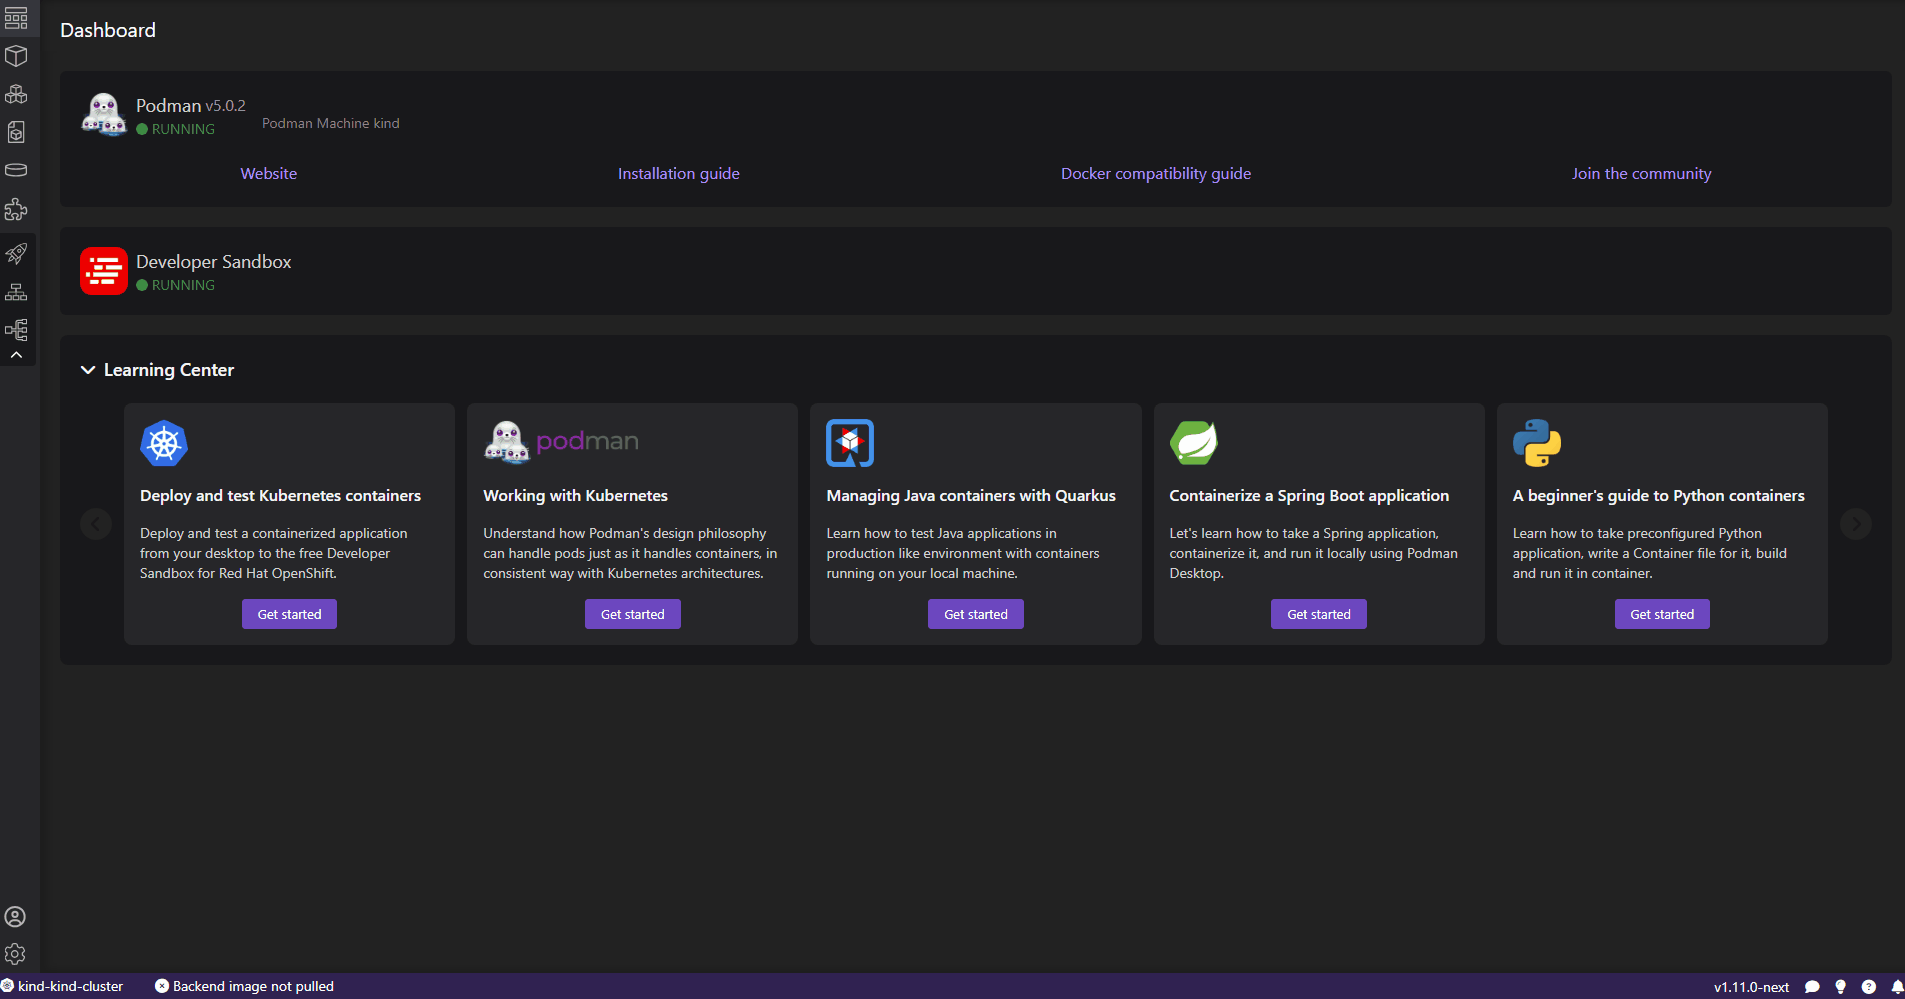 Dashboard
Podman v5.0.2
RUNNING
Podman Machine kind
Website
Installation guide
Docker compatibility guide
Join the community
Developer Sandbox
RUNNING
Learning Center
Deploy and test Kubernetes containers
Deploy and test a containerized application
from your desktop to the free Developer
Sandbox for Red Hat OpenShift.
Get started
podman
Working with Kubernetes
Understand how Podman's design philosophy
can handle pods just as it handles containers, in
consistent way with Kubernetes architectures.
Get started
Managing Java containers with Quarkus
Learn how to test Java applications in
production like environment with containers
running on your local machine.
Get started
Containerize a Spring Boot application
Let's learn how to take a Spring application,
containerize it, and run it locally using Podman
Desktop.
Get started
A beginner's guide to Python containers
Learn how to take preconfigured Python
application, write a Container file for it, build
and run it in container.
Get started
kind-kind-cluster
Backend image not pulled
v1.11.0-next